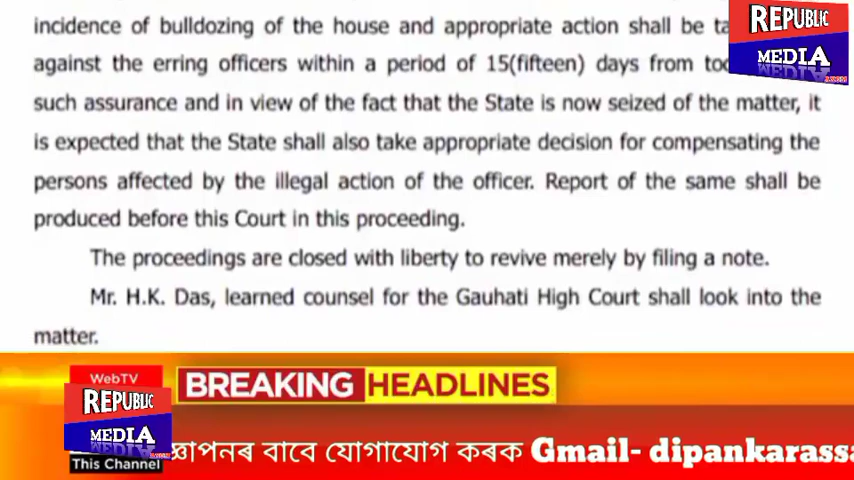 incidence of bulldozing of the house and appropriate action shall be
against the erring officers within a period of 15(fifteen) days from
such assurance and in view of the fact that the State is now seized of the matter, it
is expected that the State shall also take appropriate decision for compensating the
persons affected by the illegal action of the officer. Report of the same shall be
produced before this Court in this proceeding.
The proceedings are closed with liberty to revive merely by filing a note.
Mr. H.K. Das, learned counsel for the Gauhati High Court shall look into the
matter.
REPUBLIC
MEDIA
WebTV
REPUBLIC
MEDIA
This Channel
BREAKING HEADLINES
বাবে যোগাযোগ কৰক Gmail- dipankarassa